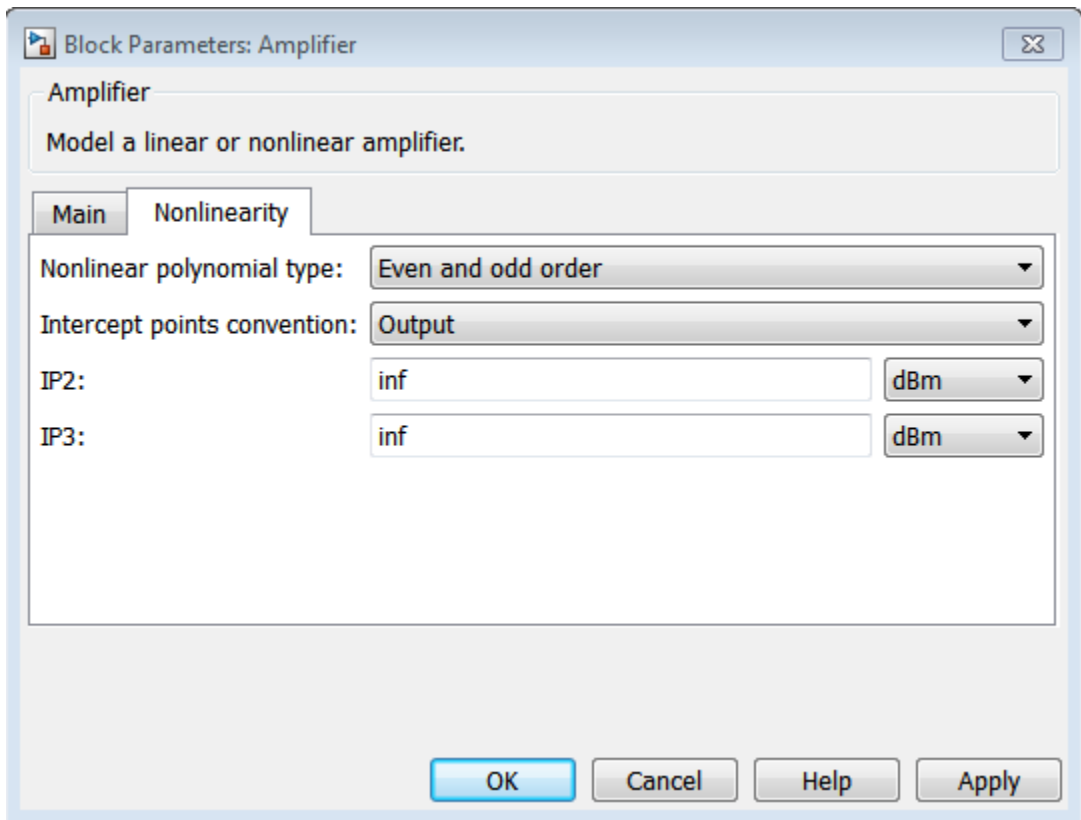 Block Parameters: Amplifier
Amplifier
Model a linear or nonlinear amplifier.
Main Nonlinearity
Nonlinear polynomial type: Even and odd order
Intercept points convention: Output
IP2: inf dBm
IP3: inf dBm
OK Cancel Help Apply